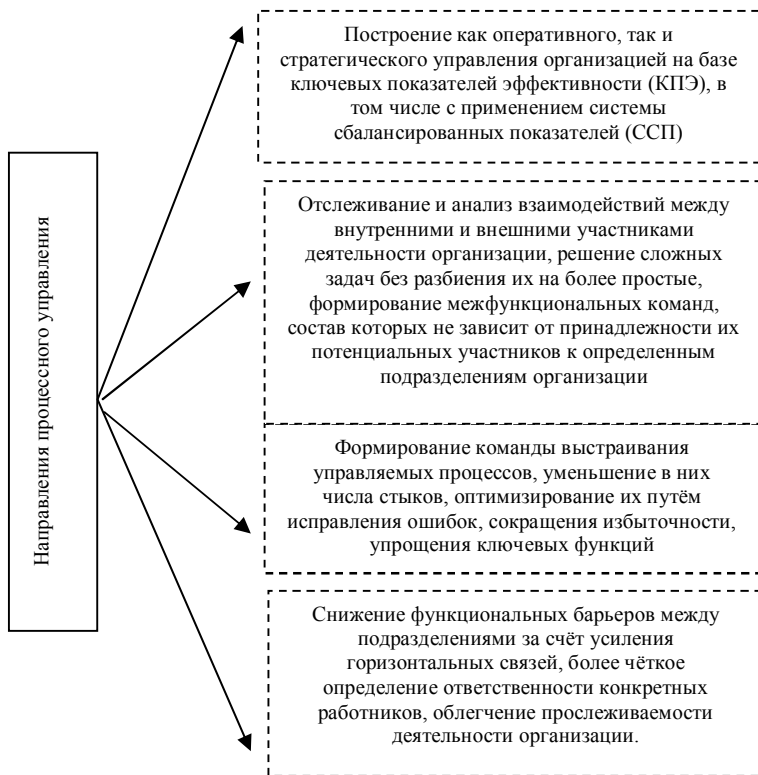 Направления процессного управления
Построение как оперативного, так и
стратегического управления организацией на базе
ключевых показателей эффективности (КПЭ), в
том числе с применением системы
сбалансированных показателей (ССП)
Отслеживание и анализ взаимодействий между
внутренними и внешними участниками
деятельности организации, решение сложных
задач без разбиения их на более простые,
формирование межфункциональных команд,
состав которых не зависит от принадлежности их
потенциальных участников к определенным
подразделениям организации
Формирование команды выстраивания
управляемых процессов, уменьшение в них
числа стыков, оптимизирование их путём
исправления ошибок, сокращения избыточности,
упрощения ключевых функций
Снижение функциональных барьеров между
подразделениями за счёт усиления
горизонтальных связей, более чёткое
определение ответственности конкретных
работников, облегчение прослеживаемости
деятельности организации.